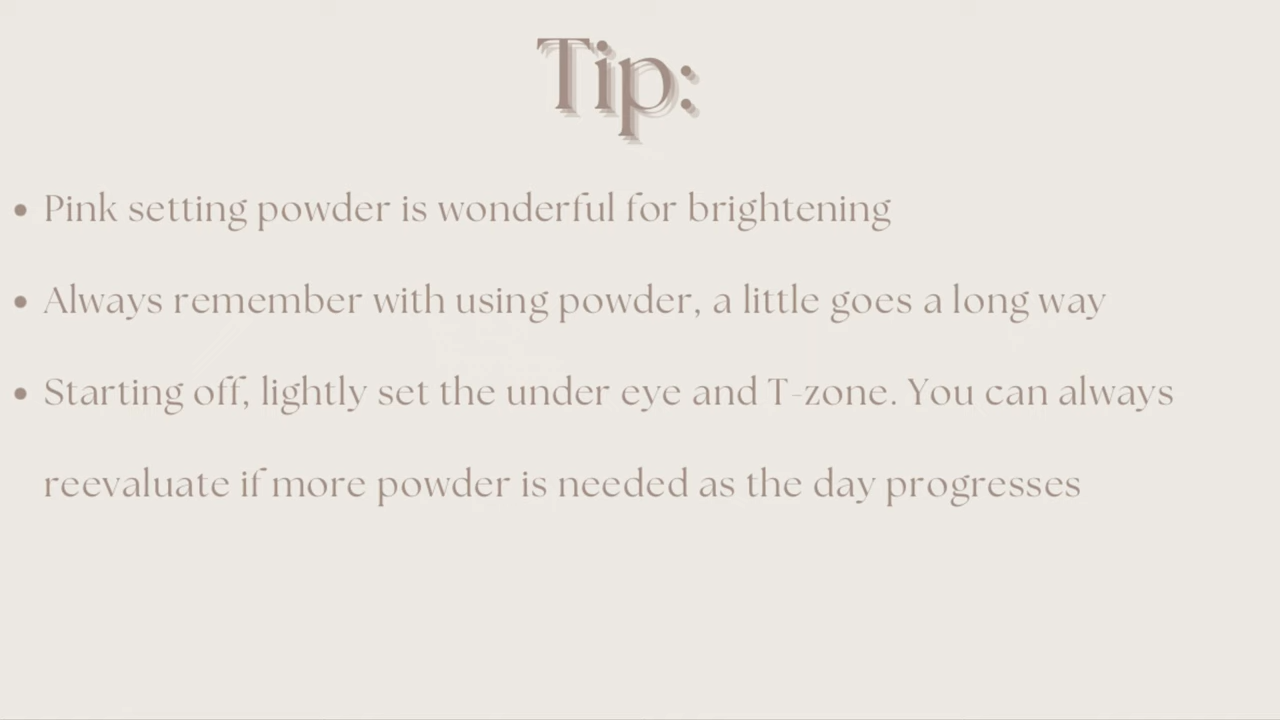 Tip:
• Pink setting powder is wonderful for brightening
• Always remember with using powder, a little goes a long way
• Starting off, lightly set the under eye and T-zone. You can always
reevaluate if more powder is needed as the day progresses